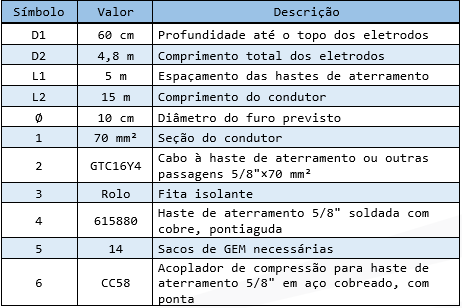 Símbolo Valor Descrição
D1 60 cm Profundidade até o topo dos eletrodos
D2 4,8 m Comprimento total dos eletrodos
L1 5 m Espaçamento das hastes de aterramento
L2 15 m Comprimento do condutor
Ø 10 cm Diâmetro do furo previsto
1 70 mm² Seção do condutor
2 GTC16Y4 Cabo à haste de aterramento ou outras
passagens 5/8"×70 mm²
3 Rolo Fita isolante
4 615880 Haste de aterramento 5/8" soldada com
cobre, pontiaguda
5 14 Sacos de GEM necessárias
6 CC58 Acoplador de compressão para haste de
aterramento 5/8" em aço cobreado, com
ponta